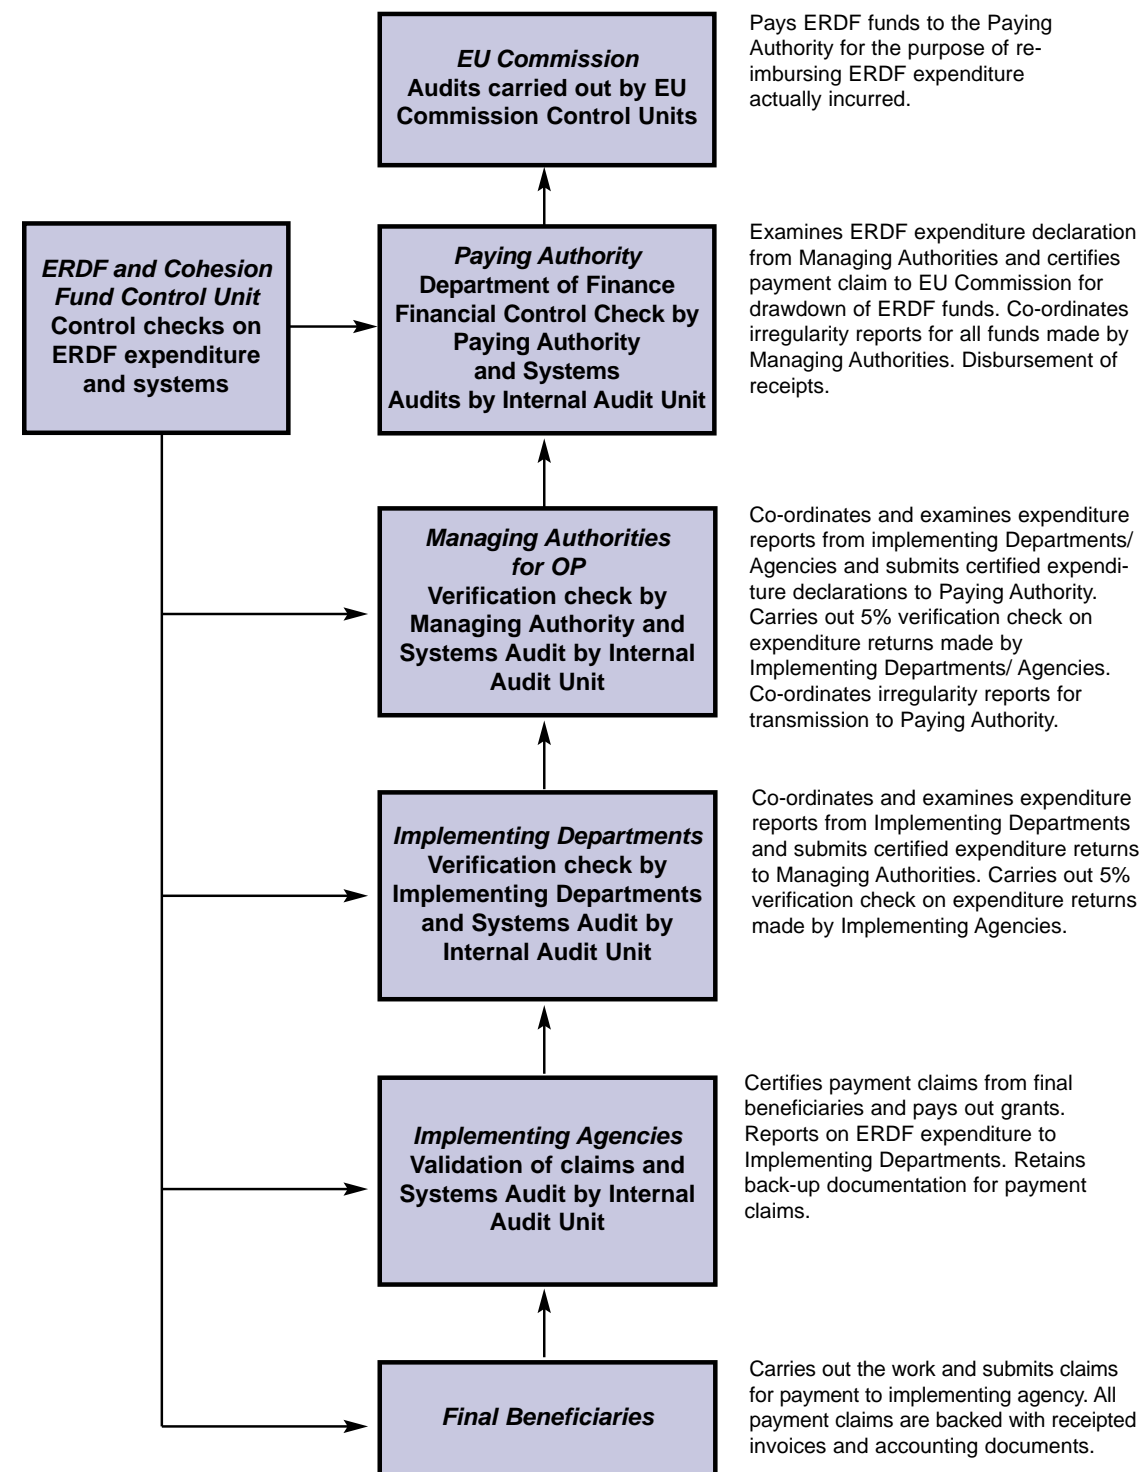 EU Commission
Audits carried out by EU
Commission Control Units
Pays ERDF funds to the Paying
Authority for the purpose of re-
imbursing ERDF expenditure
actually incurred.
ERDF and Cohesion
Fund Control Unit
Control checks on
ERDF expenditure
and systems
Paying Authority
Department of Finance
Financial Control Check by
Paying Authority
and Systems
Audits by Internal Audit Unit
Examines ERDF expenditure declaration
from Managing Authorities and certifies
payment claim to EU Commission for
drawdown of ERDF funds. Co-ordinates
irregularity reports for all funds made by
Managing Authorities. Disbursement of
receipts.
Managing Authorities
for OP
Verification check by
Managing Authority and
Systems Audit by Internal
Audit Unit
Co-ordinates and examines expenditure
reports from implementing Departments/
Agencies and submits certified expendi-
ture declarations to Paying Authority.
Carries out 5% verification check on
expenditure returns made by
Implementing Departments/ Agencies.
Co-ordinates irregularity reports for
transmission to Paying Authority.
Implementing Departments
Verification check by
Implementing Departments
and Systems Audit by
Internal Audit Unit
Co-ordinates and examines expenditure
reports from Implementing Departments
and submits certified expenditure returns
to Managing Authorities. Carries out 5%
verification check on expenditure returns
made by Implementing Agencies.
Implementing Agencies
Validation of claims and
Systems Audit by Internal
Audit Unit
Certifies payment claims from final
beneficiaries and pays out grants.
Reports on ERDF expenditure to
Implementing Departments. Retains
back-up documentation for payment
claims.
Final Beneficiaries
Carries out the work and submits claims
for payment to implementing agency. All
payment claims are backed with receipted
invoices and accounting documents.